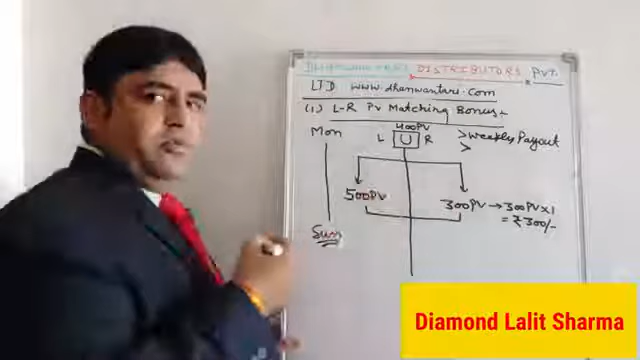 DHANWANTARI DISTRIBUTORS PVT.
LTD www.dhanwantari.com
(1) L-R PV Matching Bonus:-
Mon
400PV
L U R
> Weekly Payout
>
500PV
300PV → 300PV×1
= ₹300/-
Sun
Diamond Lalit Sharma